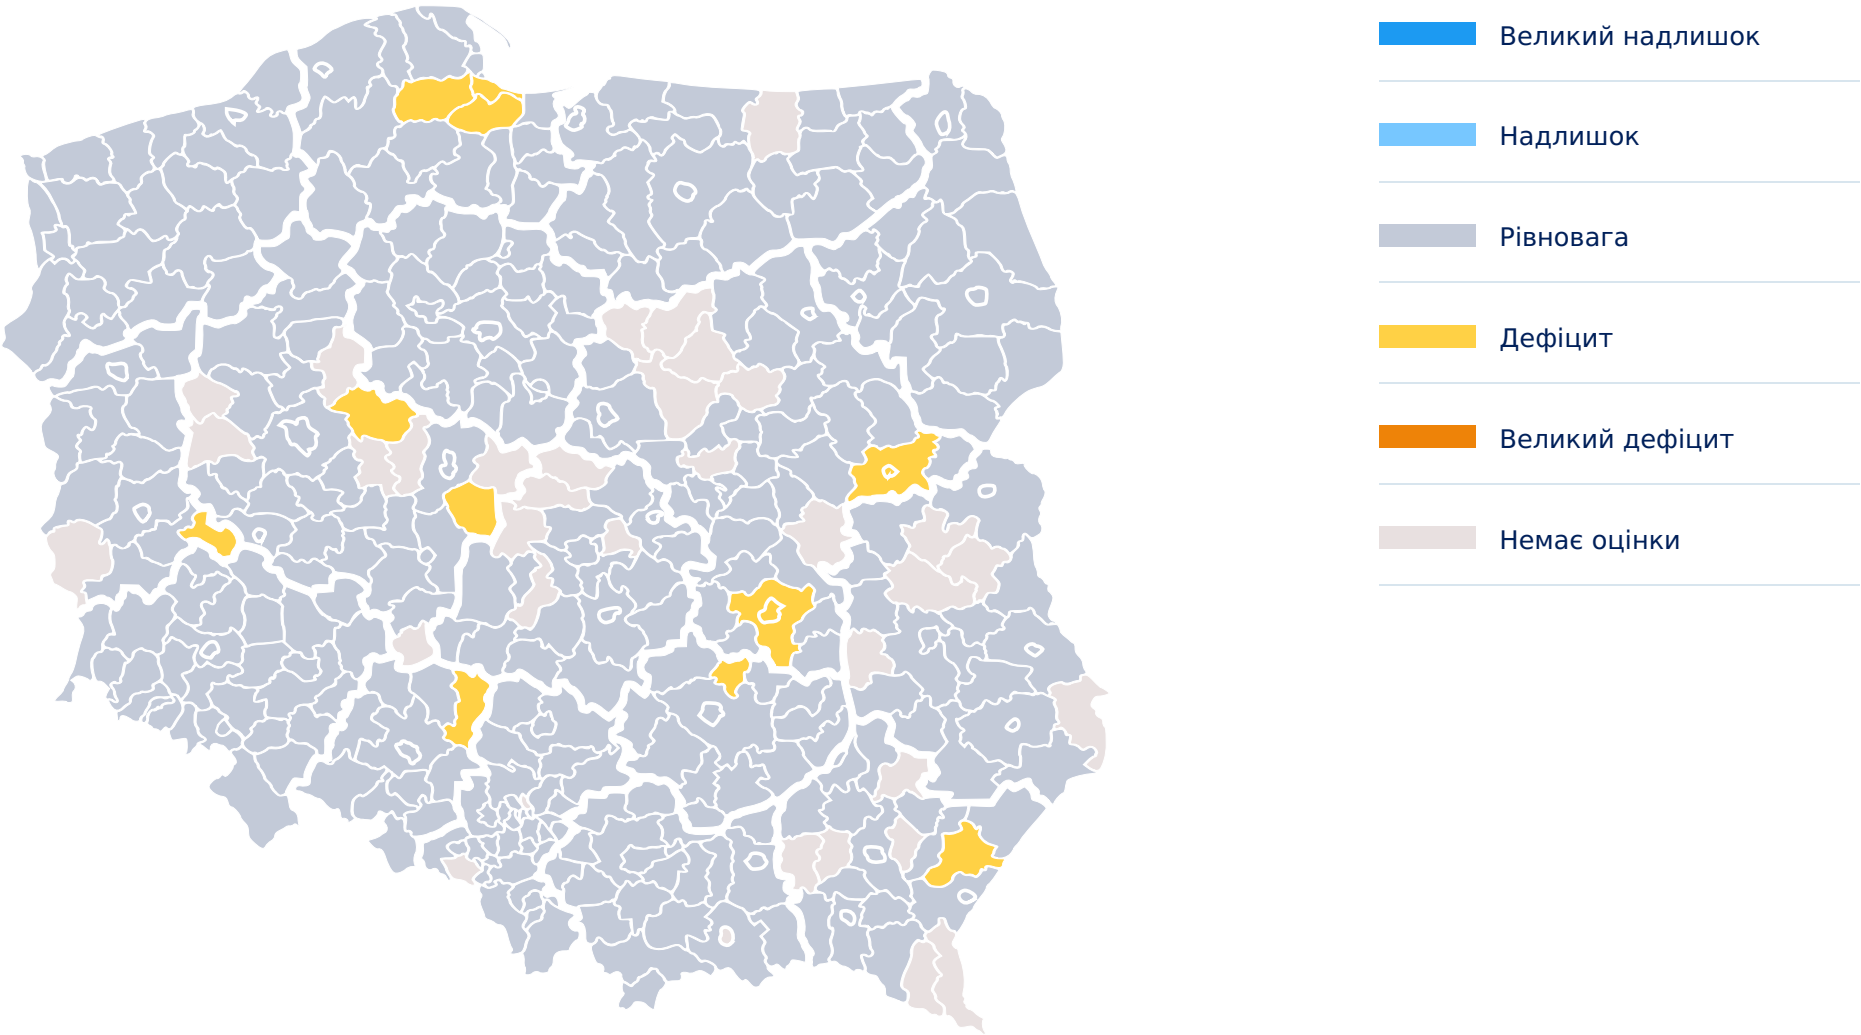 Великий надлишок
Надлишок
Рівновага
Дефіцит
Великий дефіцит
Немає оцінки